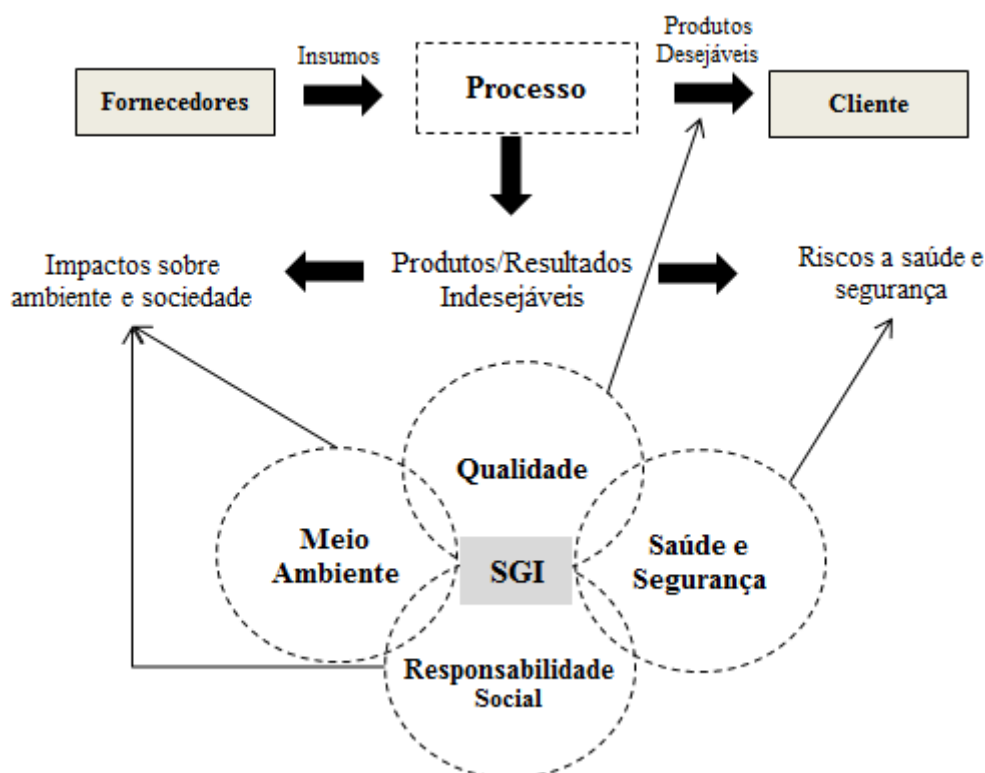 Insumos
Produtos
Desejáveis
Fornecedores
Processo
Cliente
Impactos sobre
ambiente e sociedade
Produtos/Resultados
Indesejáveis
Riscos a saúde e
segurança
Qualidade
Meio
Ambiente
SGI
Saúde e
Segurança
Responsabilidade
Social